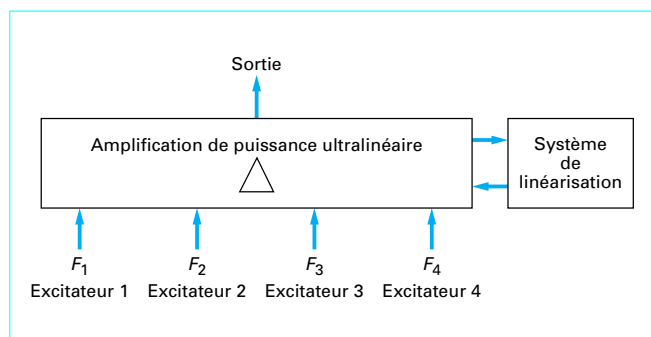 Sortie
Amplification de puissance ultralinéaire
Système
de
linéarisation
F1 F2 F3 F4
Excitateur 1 Excitateur 2 Excitateur 3 Excitateur 4